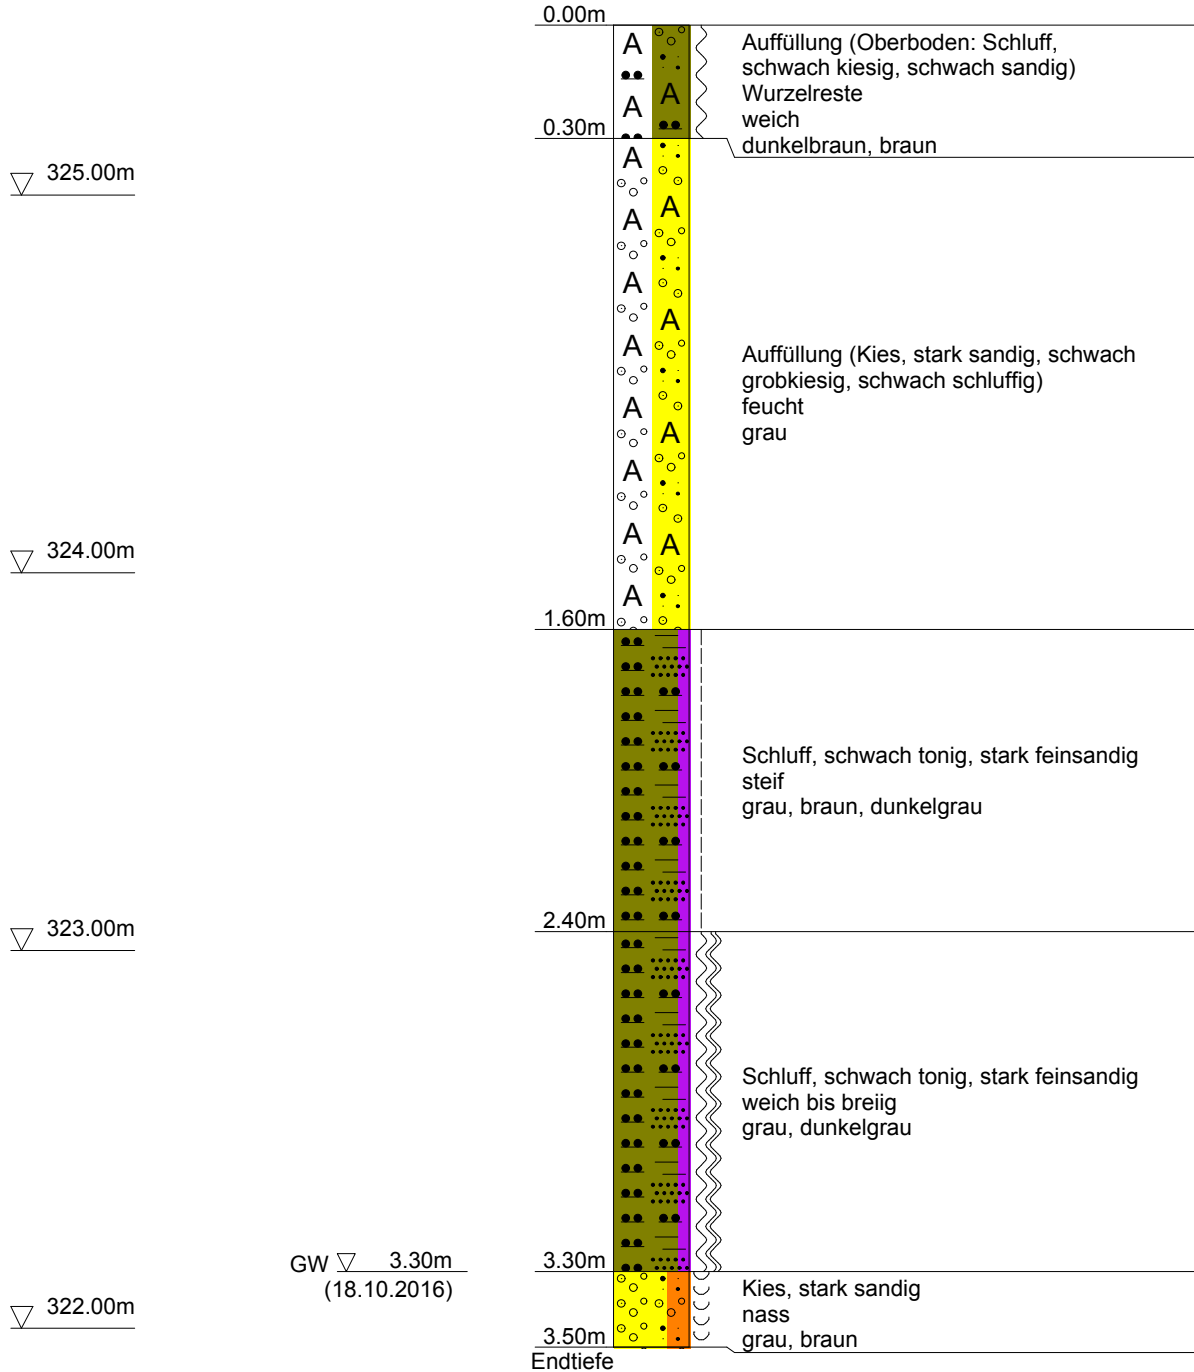 0.00m
A
A
A
Auffüllung (Oberboden: Schluff,
schwach kiesig, schwach sandig)
Wurzelreste
weich
dunkelbraun, braun
0.30m
325.00m
A
A
A
A
A
A
A
A
A
A
A
A
Auffüllung (Kies, stark sandig, schwach
grobkiesig, schwach schluffig)
feucht
grau
324.00m
1.60m
Schluff, schwach tonig, stark feinsandig
steif
grau, braun, dunkelgrau
2.40m
323.00m
Schluff, schwach tonig, stark feinsandig
weich bis breiig
grau, dunkelgrau
GW 3.30m
(18.10.2016)
3.30m
Kies, stark sandig
nass
grau, braun
322.00m
3.50m
Endtiefe